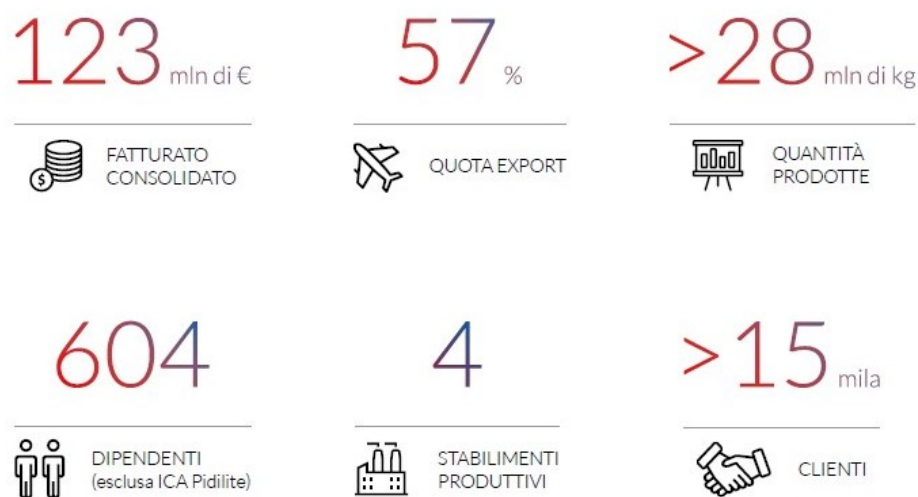 123 mln di €
FATTURATO
CONSOLIDATO
57 %
QUOTA EXPORT
>28 mln di kg
QUANTITÀ
PRODOTTE
604
DIPENDENTI
(esclusa ICA Pidilite)
4
STABILIMENTI
PRODUTTIVI
>15 mila
CLIENTI